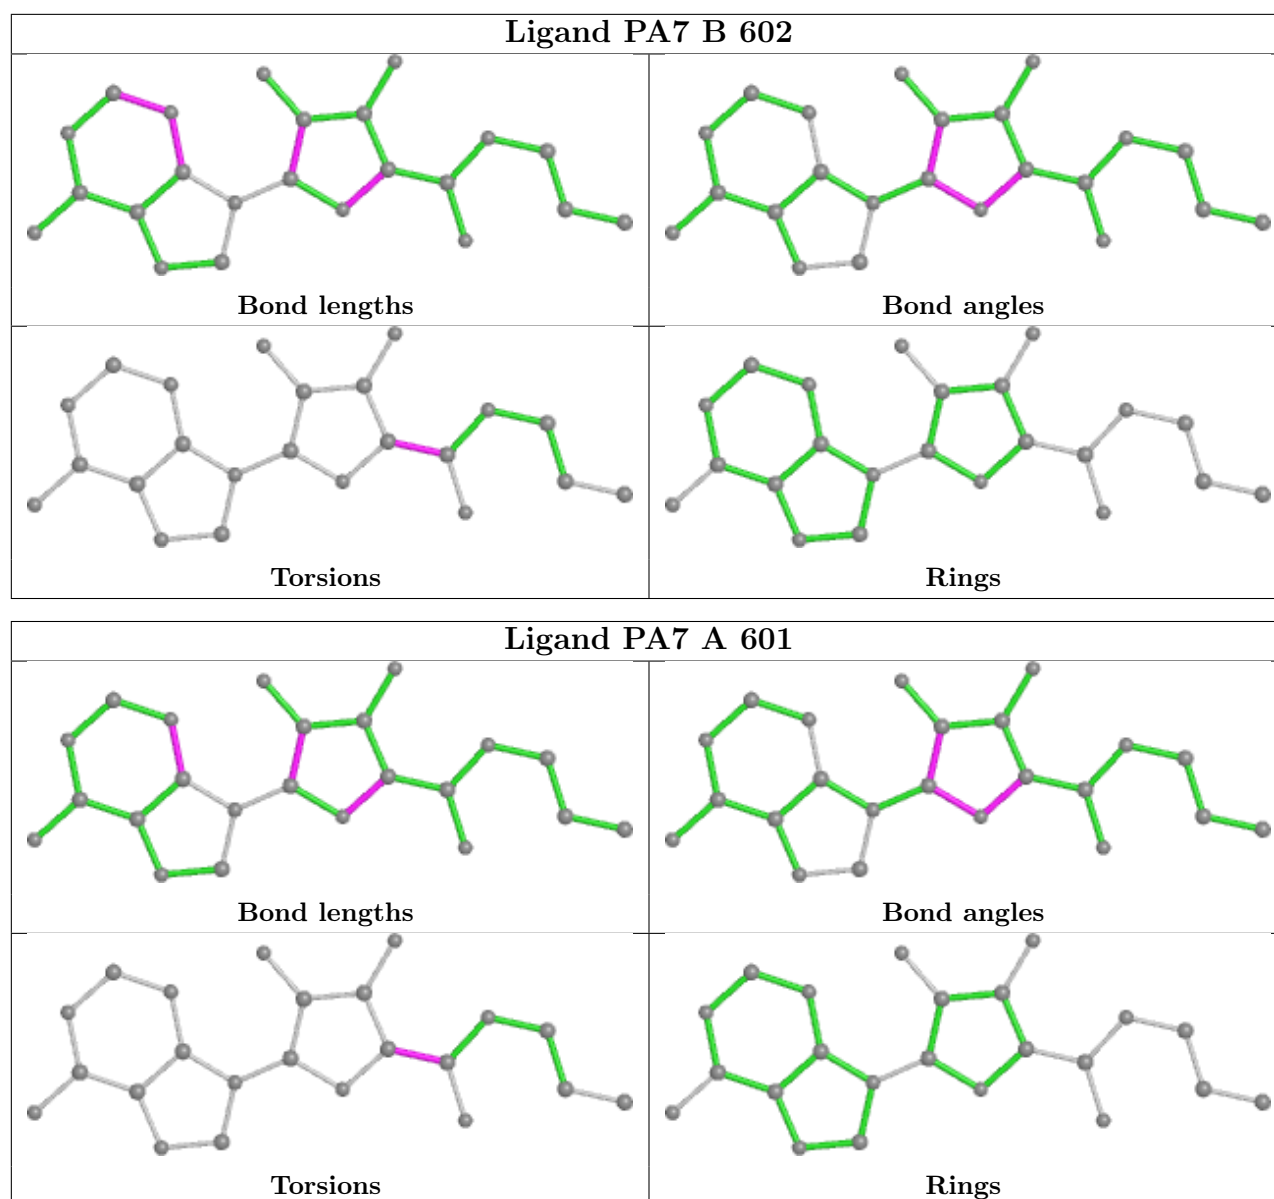 Ligand PA7 B 602
Bond lengths
Bond angles
Torsions
Rings
Ligand PA7 A 601
Bond lengths
Bond angles
Torsions
Rings